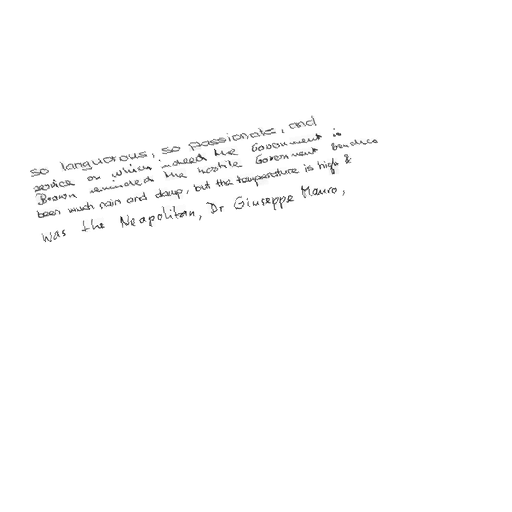 so languorous, so passionate, and
service on which indeed the Government is
Brown reminded the hostile Government benches
been much rain and damp, but the temperature is high &
was the Neapolitan, Dr Giuseppe Mauro,